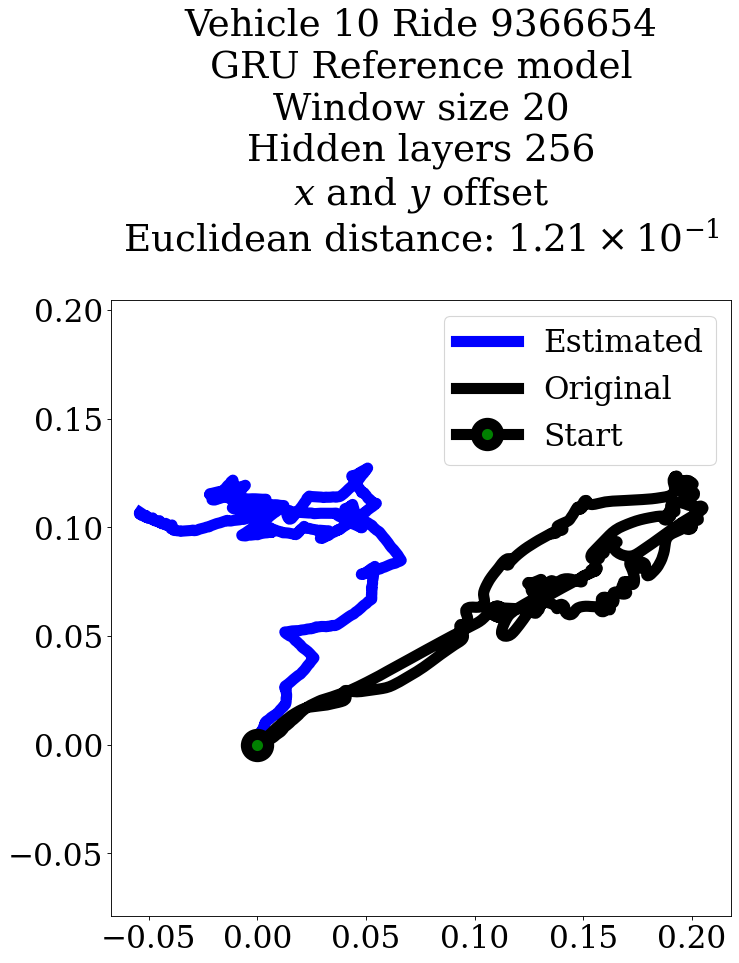 Vehicle 10 Ride 9366654
GRU Reference model
Window size 20
Hidden layers 256
x and y offset
Euclidean distance: 1.21 × 10⁻¹
0.20
0.15
0.10
0.05
0.00
−0.05
Estimated
Original
Start
−0.05 0.00 0.05 0.10 0.15 0.20